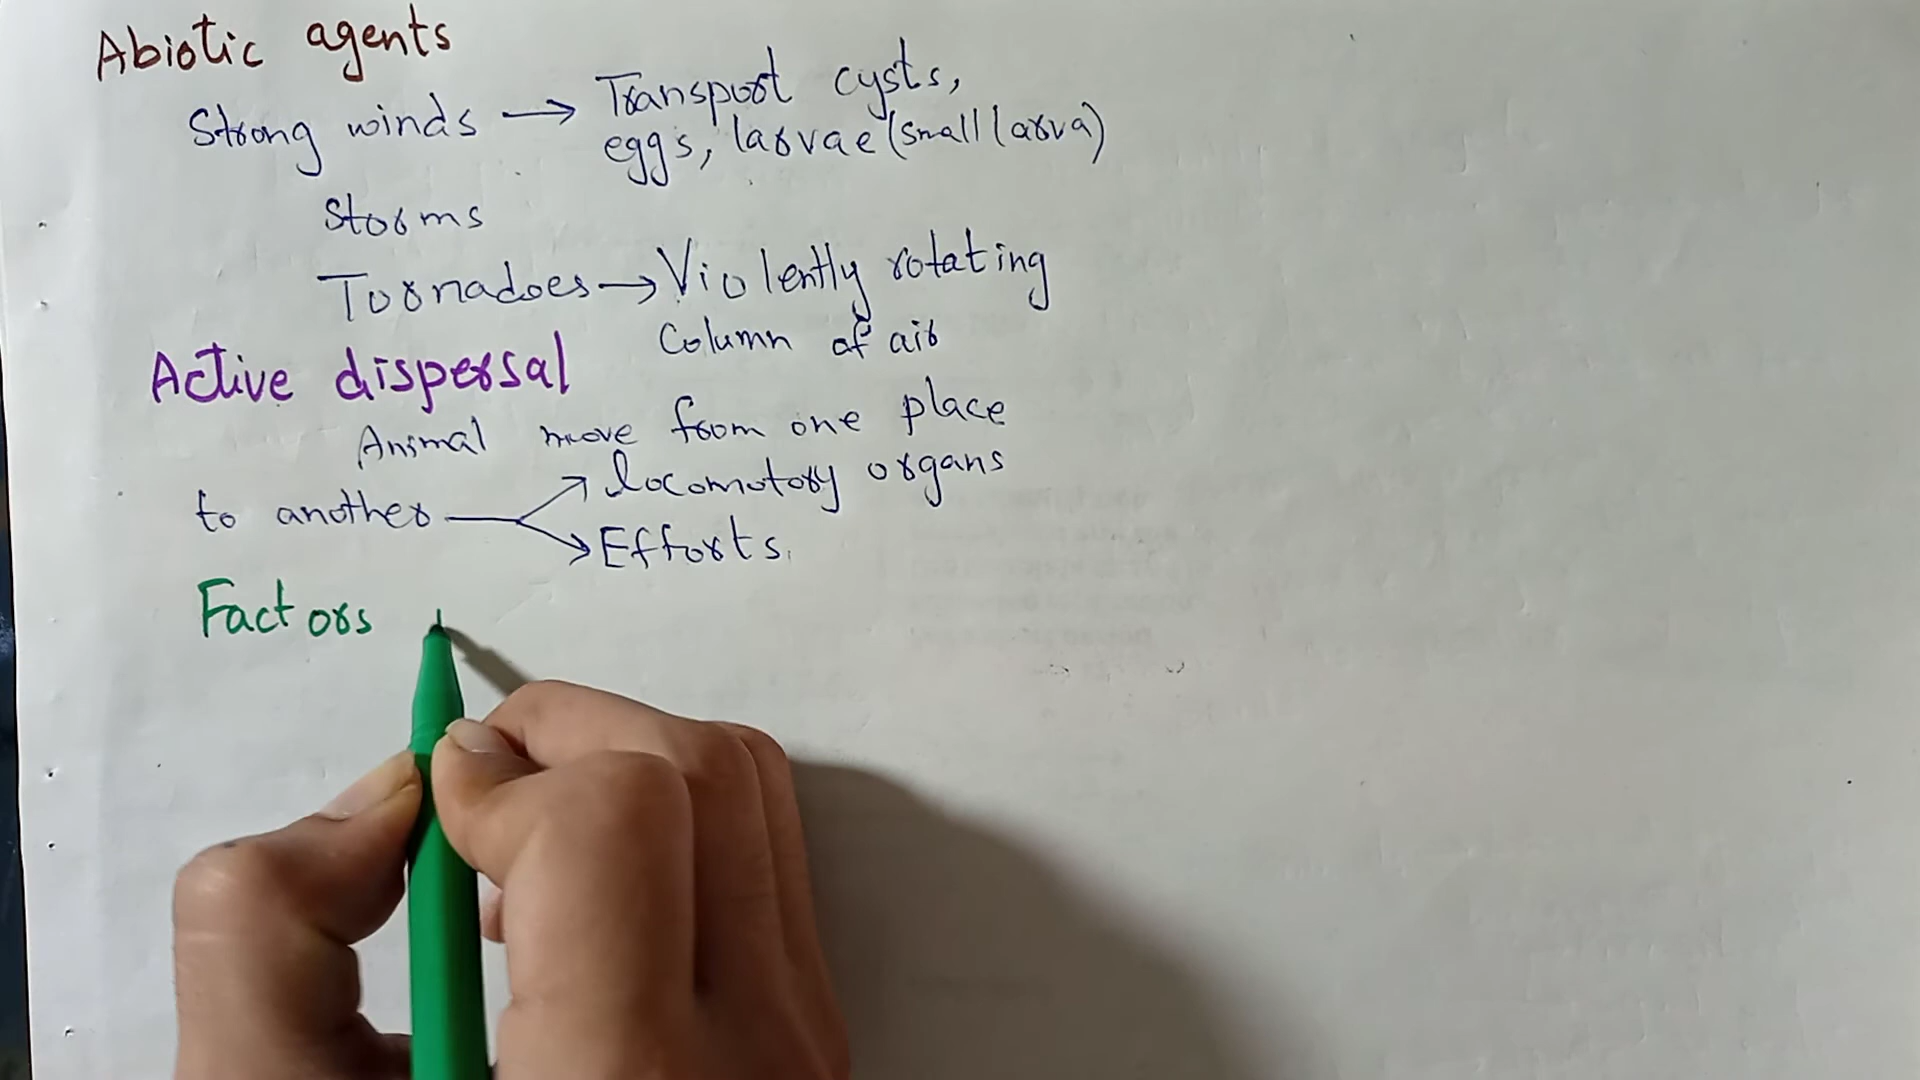 Abiotic agents
Strong winds → Transport cysts,
eggs, larvae (small larva)
Storms
Tornadoes → Violently rotating
Column of air
Active dispersal
Animal move from one place
to another → locomotory organs
→ Efforts.
Factors